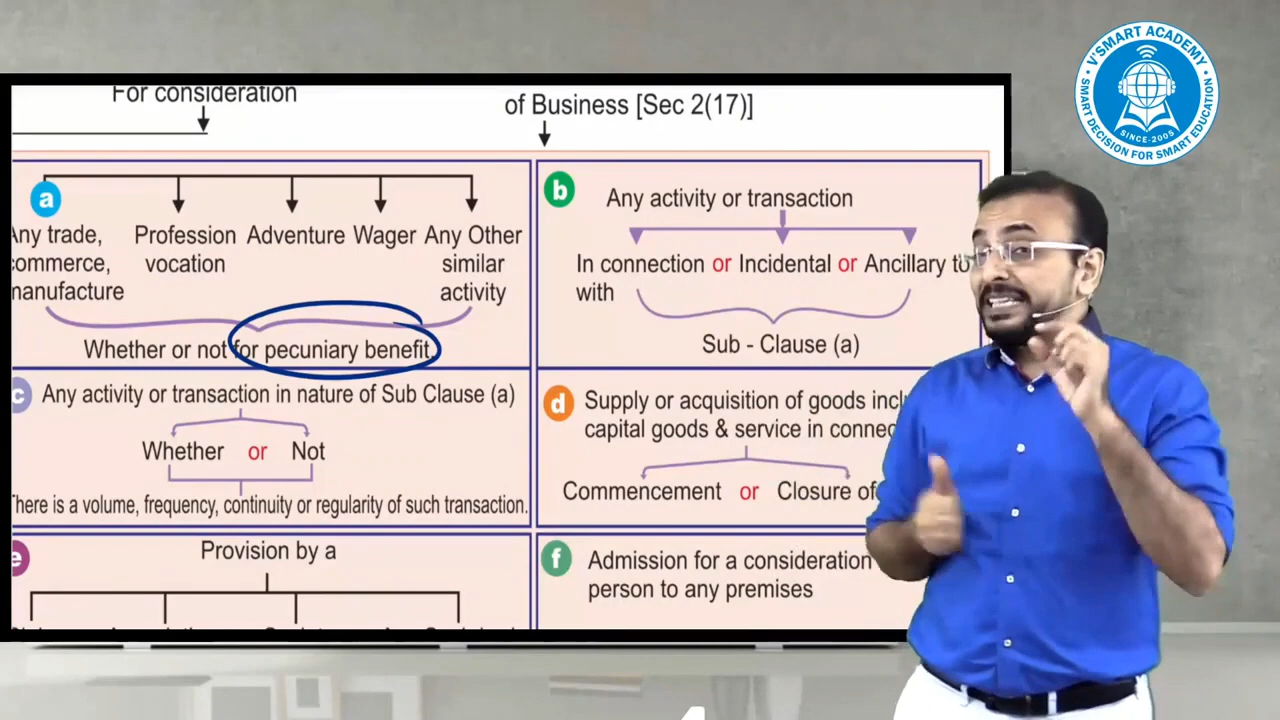 For consideration
of Business [Sec 2(17)]
a
Any trade,
commerce,
manufacture
Profession
vocation
Adventure
Wager
Any Other
similar
activity
Whether or not for pecuniary benefit.
b
Any activity or transaction
In connection or Incidental or Ancillary to
with
Sub - Clause (a)
c
Any activity or transaction in nature of Sub Clause (a)
Whether or Not
There is a volume, frequency, continuity or regularity of such transaction.
d
Supply or acquisition of goods
capital goods & service in
Commencement or Closure of
e
Provision by a
f
Admission for a consideration
person to any premises
V'SMART ACADEMY
SINCE-2005
SMART DECISION FOR SMART EDUCATION